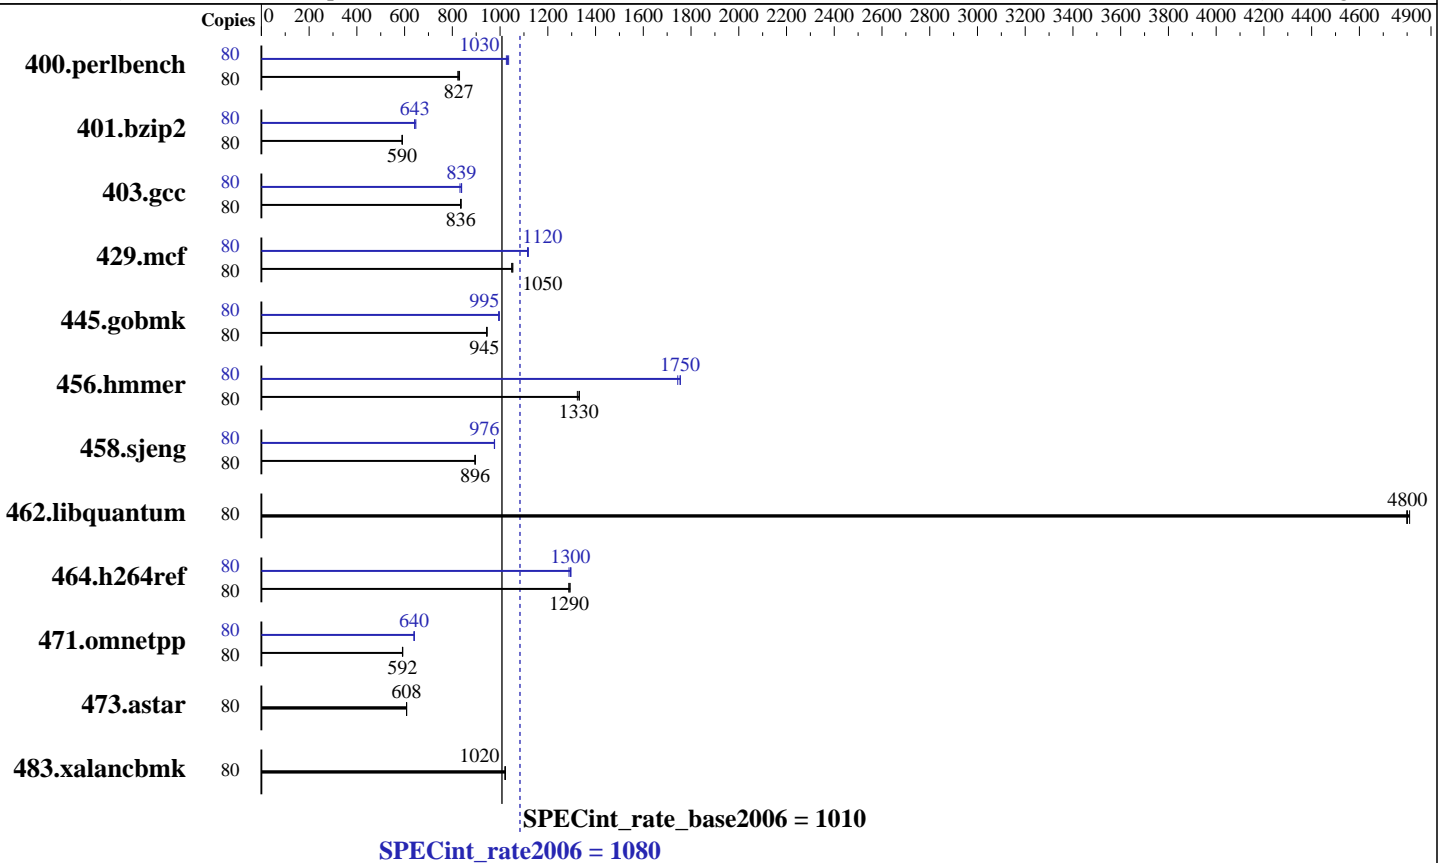 Copies 0 200 400 600 800 1000 1200 1400 1600 1800 2000 2200 2400 2600 2800 3000 3200 3400 3600 3800 4000 4200 4400 4600 4900
400.perlbench 80 1030
80 827
401.bzip2 80 643
80 590
403.gcc 80 839
80 836
429.mcf 80 1120
80 1050
445.gobmk 80 995
80 945
456.hmmer 80 1750
80 1330
458.sjeng 80 976
80 896
462.libquantum 80 4800
464.h264ref 80 1300
80 1290
471.omnetpp 80 640
80 592
473.astar 80 608
483.xalancbmk 80 1020
SPECint_rate_base2006 = 1010
SPECint_rate2006 = 1080